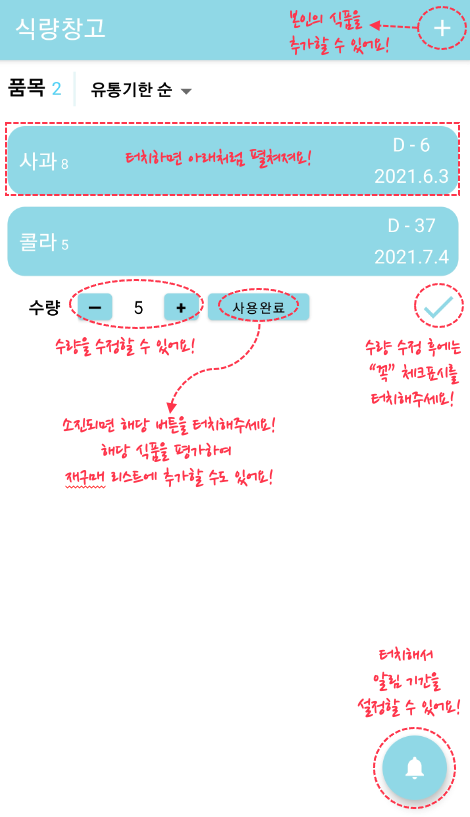 식량창고
본인의 식품을
추가할 수 있어요!
품목 2 유통기한 순
사과 8 터치하면 아래처럼 펼쳐져요! D - 6
2021.6.3
콜라 5 D - 37
2021.7.4
수량 5 사용완료
수량을 수정할 수 있어요!
수량 수정 후에는
"꼭" 체크표시를
터치해주세요!
소진되면 해당 버튼을 터치해주세요!
해당 식품을 평가하여
재구매 리스트에 추가할 수도 있어요!
터치해서
알림 기간을
설정할 수 있어요!